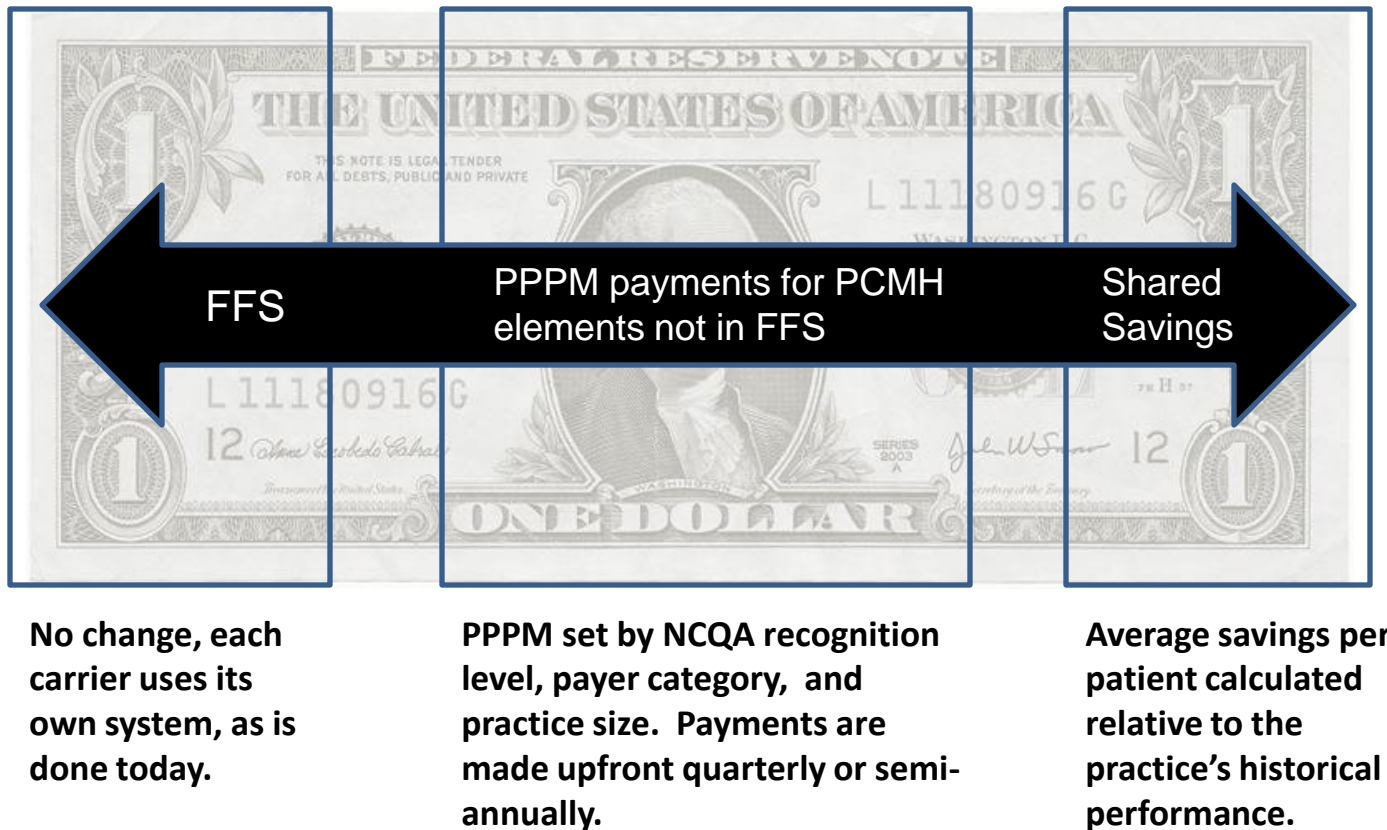 FEDERAL RESERVE NOTE
THE UNITED STATES OF AMERICA
THIS NOTE IS LEGAL TENDER
FOR ALL DEBTS, PUBLIC AND PRIVATE
L 11180916 G
WASHINGTON, D.C.
FFS
PPPM payments for PCMH
elements not in FFS
Shared
Savings
L 11180916 G
H
12
SERIES
2003
A
12
WASHINGTON
ONE DOLLAR
No change, each
carrier uses its
own system, as is
done today.
PPPM set by NCQA recognition
level, payer category,  and
practice size.  Payments are
made upfront quarterly or semi-
annually.
Average savings per
patient calculated
relative to the
practice's historical
performance.